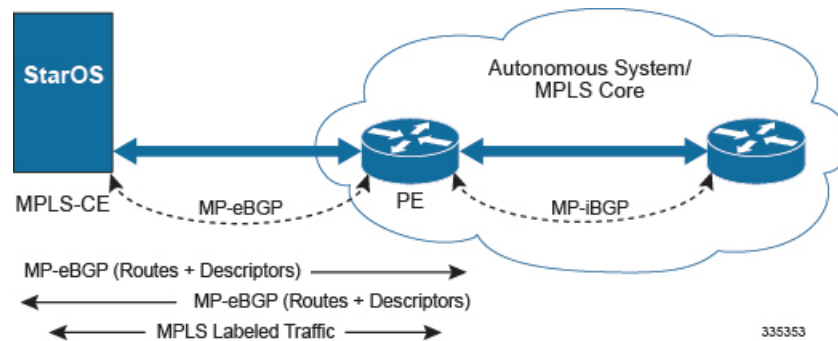 StarOS
Autonomous System/
MPLS Core
MPLS-CE
MP-eBGP
PE
MP-iBGP
MP-eBGP (Routes + Descriptors)
MP-eBGP (Routes + Descriptors)
MPLS Labeled Traffic
335353